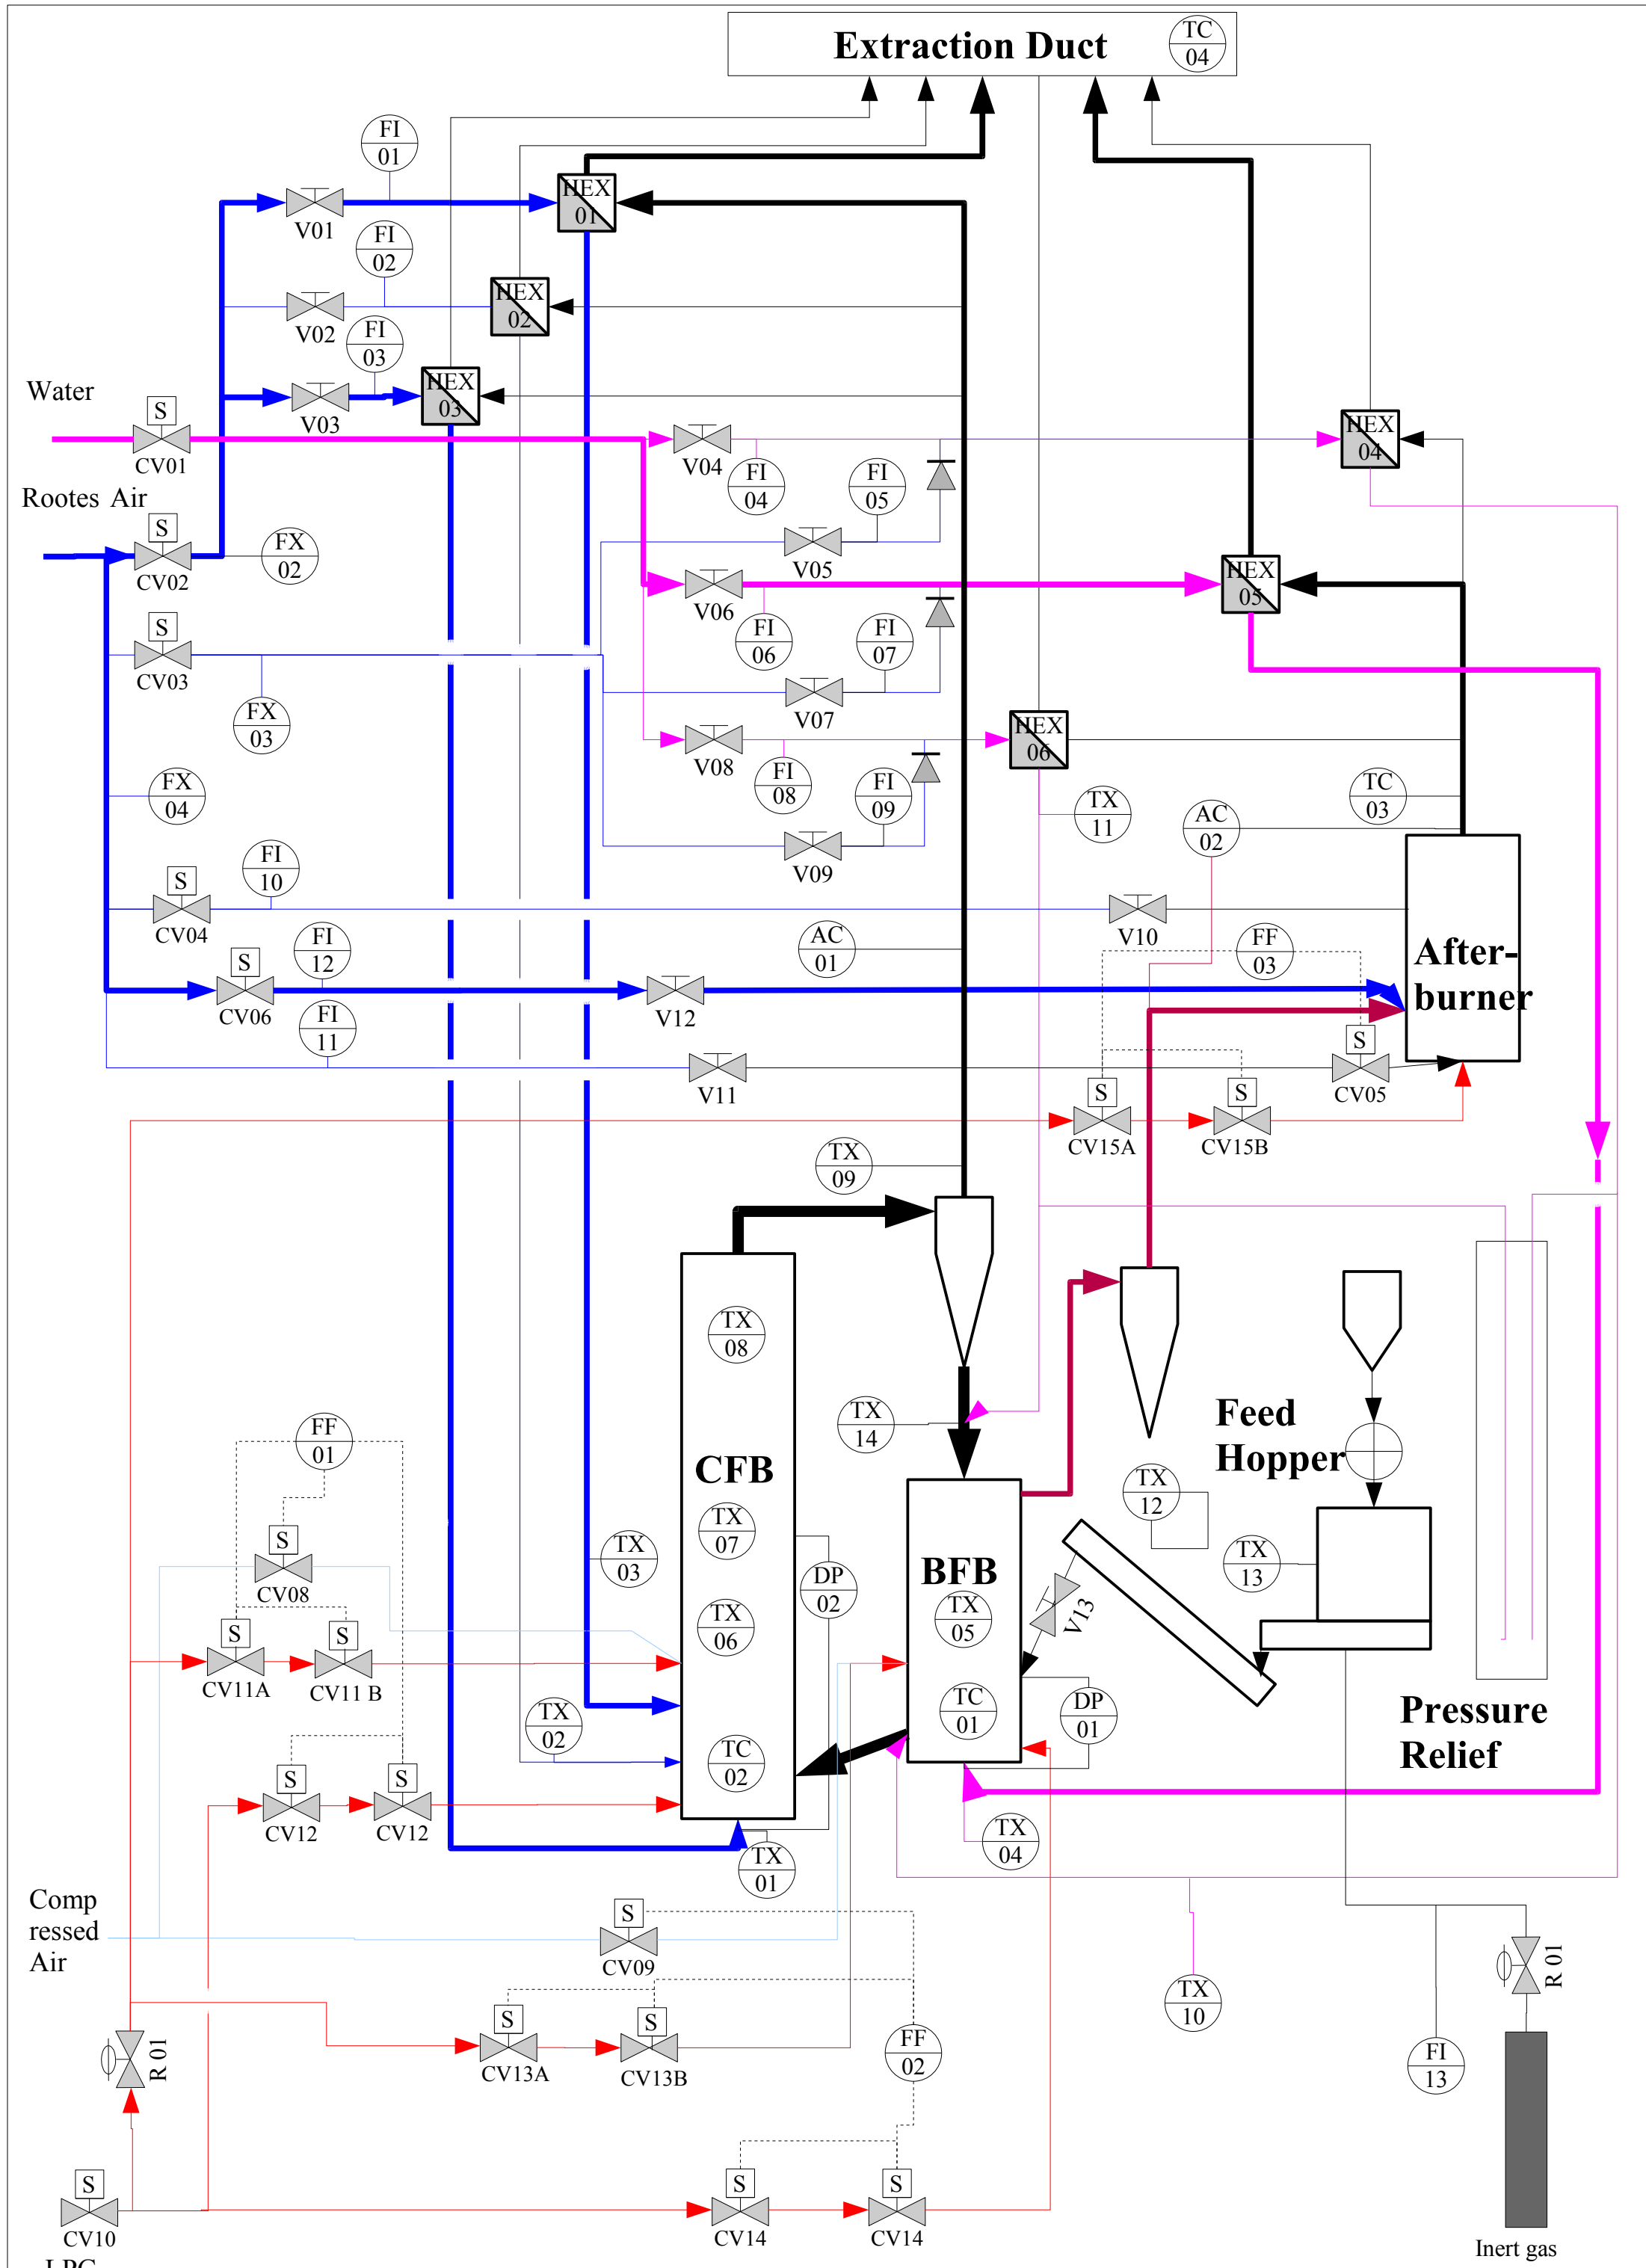 Extraction Duct
TC
04
FI
01
HEX
01
V01
FI
02
HEX
02
V02
FI
03
HEX
03
V03
Water
S
CV01
V04
HEX
04
FI
04
FI
05
Rootes Air
S
CV02
FX
02
V05
HEX
05
V06
S
CV03
FI
06
FI
07
FX
03
V07
HEX
06
V08
FI
08
FI
09
FX
04
TX
11
TC
03
AC
02
V09
FI
10
S
CV04
V10
FI
12
AC
01
FF
03
After-
burner
S
CV06
V12
FI
11
V11
S
CV05
S
CV15A
S
CV15B
TX
09
TX
08
TX
14
Feed
Hopper
FF
01
CFB
TX
12
TX
07
S
CV08
TX
03
DP
02
BFB
TX
13
TX
05
V13
TX
06
S
CV11A
S
CV11 B
TX
02
TC
01
DP
01
Pressure
Relief
TC
02
S
CV12
S
CV12
TX
01
TX
04
Comp
ressed
Air
S
CV09
R 01
TX
10
S
CV13A
S
CV13B
FF
02
FI
13
R 01
S
CV10
S
CV14
S
CV14
Inert gas